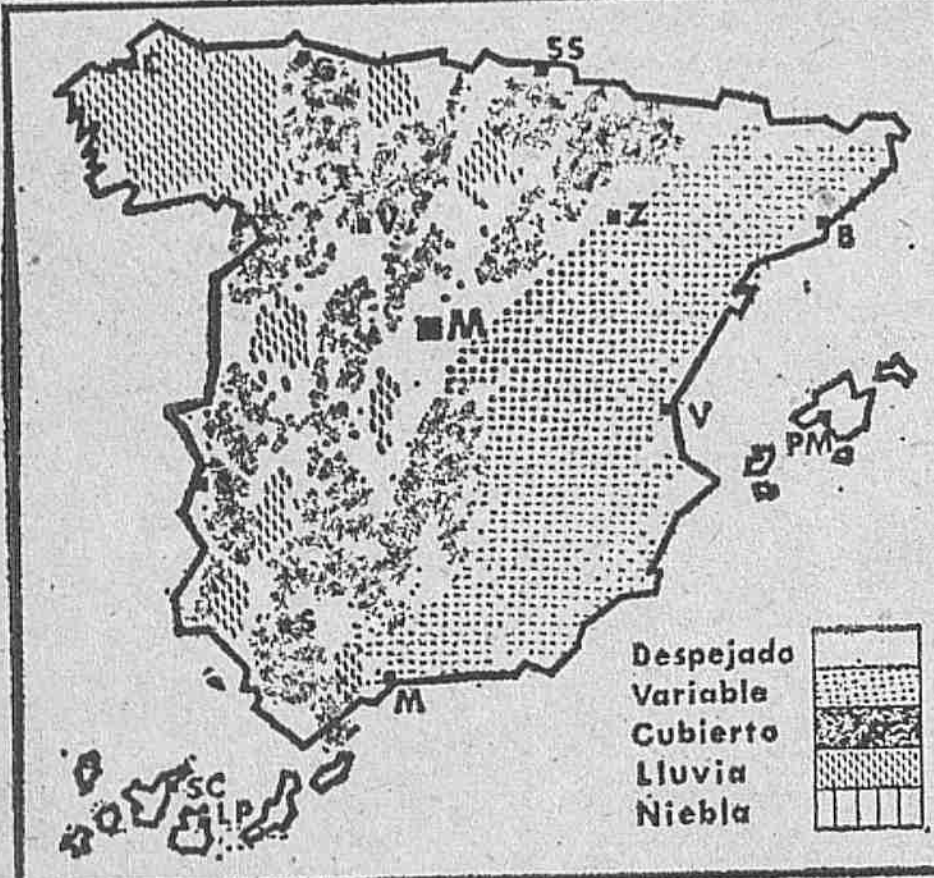 C
G
SS
V
Z
B
M
V
PM
S
M
SC
LP
Despejado
Variable
Cubierto
Lluvia
Niebla